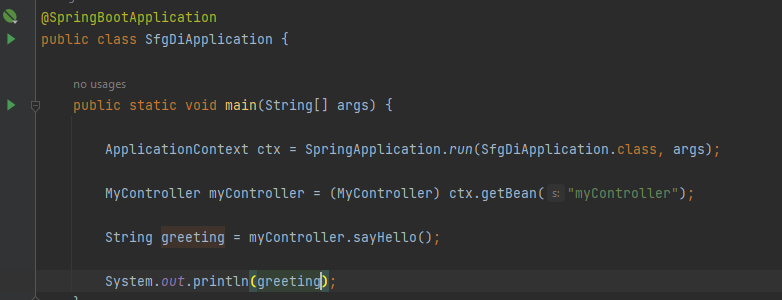 @SpringBootApplication
public class SfgDiApplication {
no usages
public static void main(String[] args) {
ApplicationContext ctx = SpringApplication.run(SfgDiApplication.class, args);
MyController myController = (MyController) ctx.getBean( s: "myController");
String greeting = myController.sayHello();
System.out.println(greeting);
}